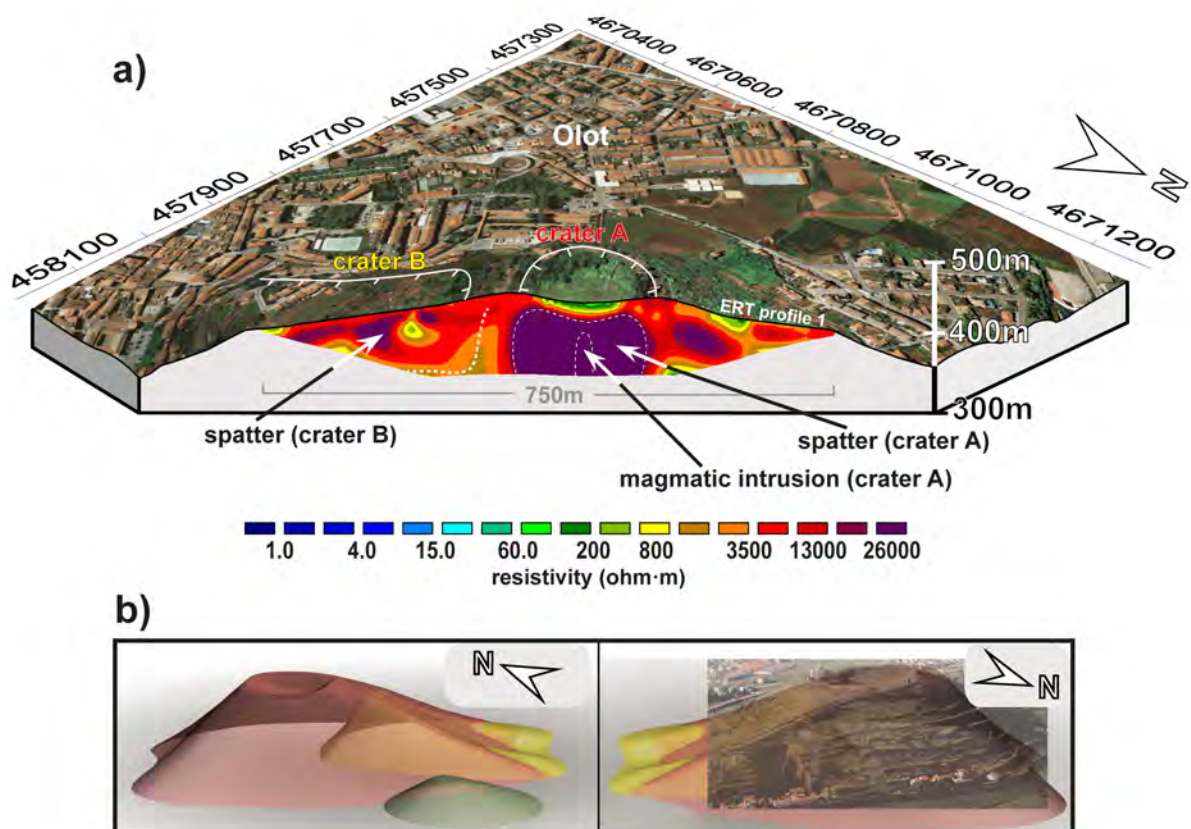 a)
458100
457900
457700
457500
457300
4670400
4670600
4670800
4671000
4671200
N
Olot
crater A
crater B
500m
ERT profile 1
400m
750m
300m
spatter (crater B)
spatter (crater A)
magmatic intrusion (crater A)
1.0 4.0 15.0 60.0 200 800 3500 13000 26000
resistivity (ohm·m)
b)
N
N